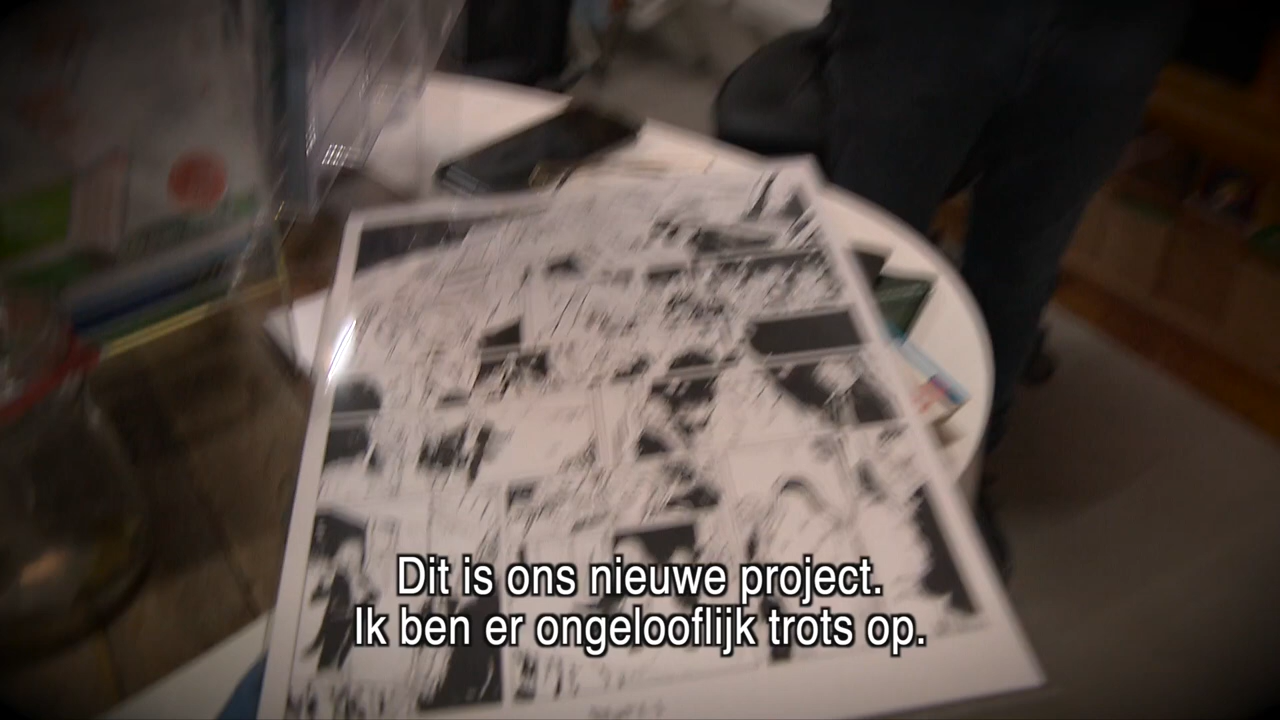 Dit is ons nieuwe project.
Ik ben er ongelooflijk trots op.